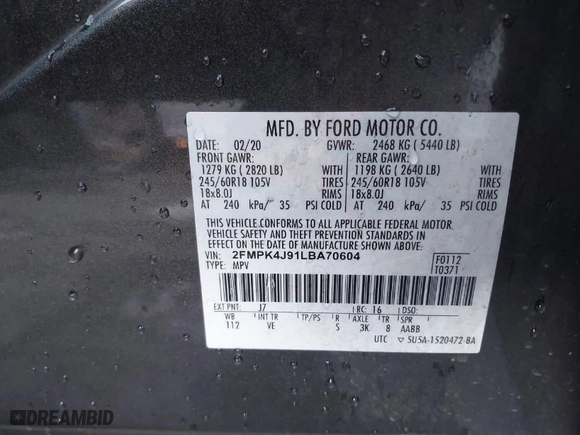 MFD. BY FORD MOTOR CO.
DATE: 02/20 GVWR: 2468 KG ( 5440 LB)
FRONT GAWR: REAR GAWR:
1279 KG ( 2820 LB) WITH 1198 KG ( 2640 LB) WITH
245/60R18 105V TIRES 245/60R18 105V TIRES
18x8.0J RIMS 18x8.0J RIMS
AT 240 kPa/ 35 PSI COLD AT 240 kPa/ 35 PSI COLD
THIS VEHICLE CONFORMS TO ALL APPLICABLE FEDERAL MOTOR
VEHICLE SAFETY AND THEFT PREVENTION STANDARDS IN
EFFECT ON THE DATE OF MANUFACTURE SHOWN ABOVE.
VIN: 2FMPK4J91LBA70604 F0112
TYPE: MPV T0371
EXT PNT: J7 RC: 16 DSO:
WB INT TR TP/PS R AXLE TR SPR
112 VE S 3K 8 AABB
UTC ▽ 5U5A-1520472-BA
DREAMBID